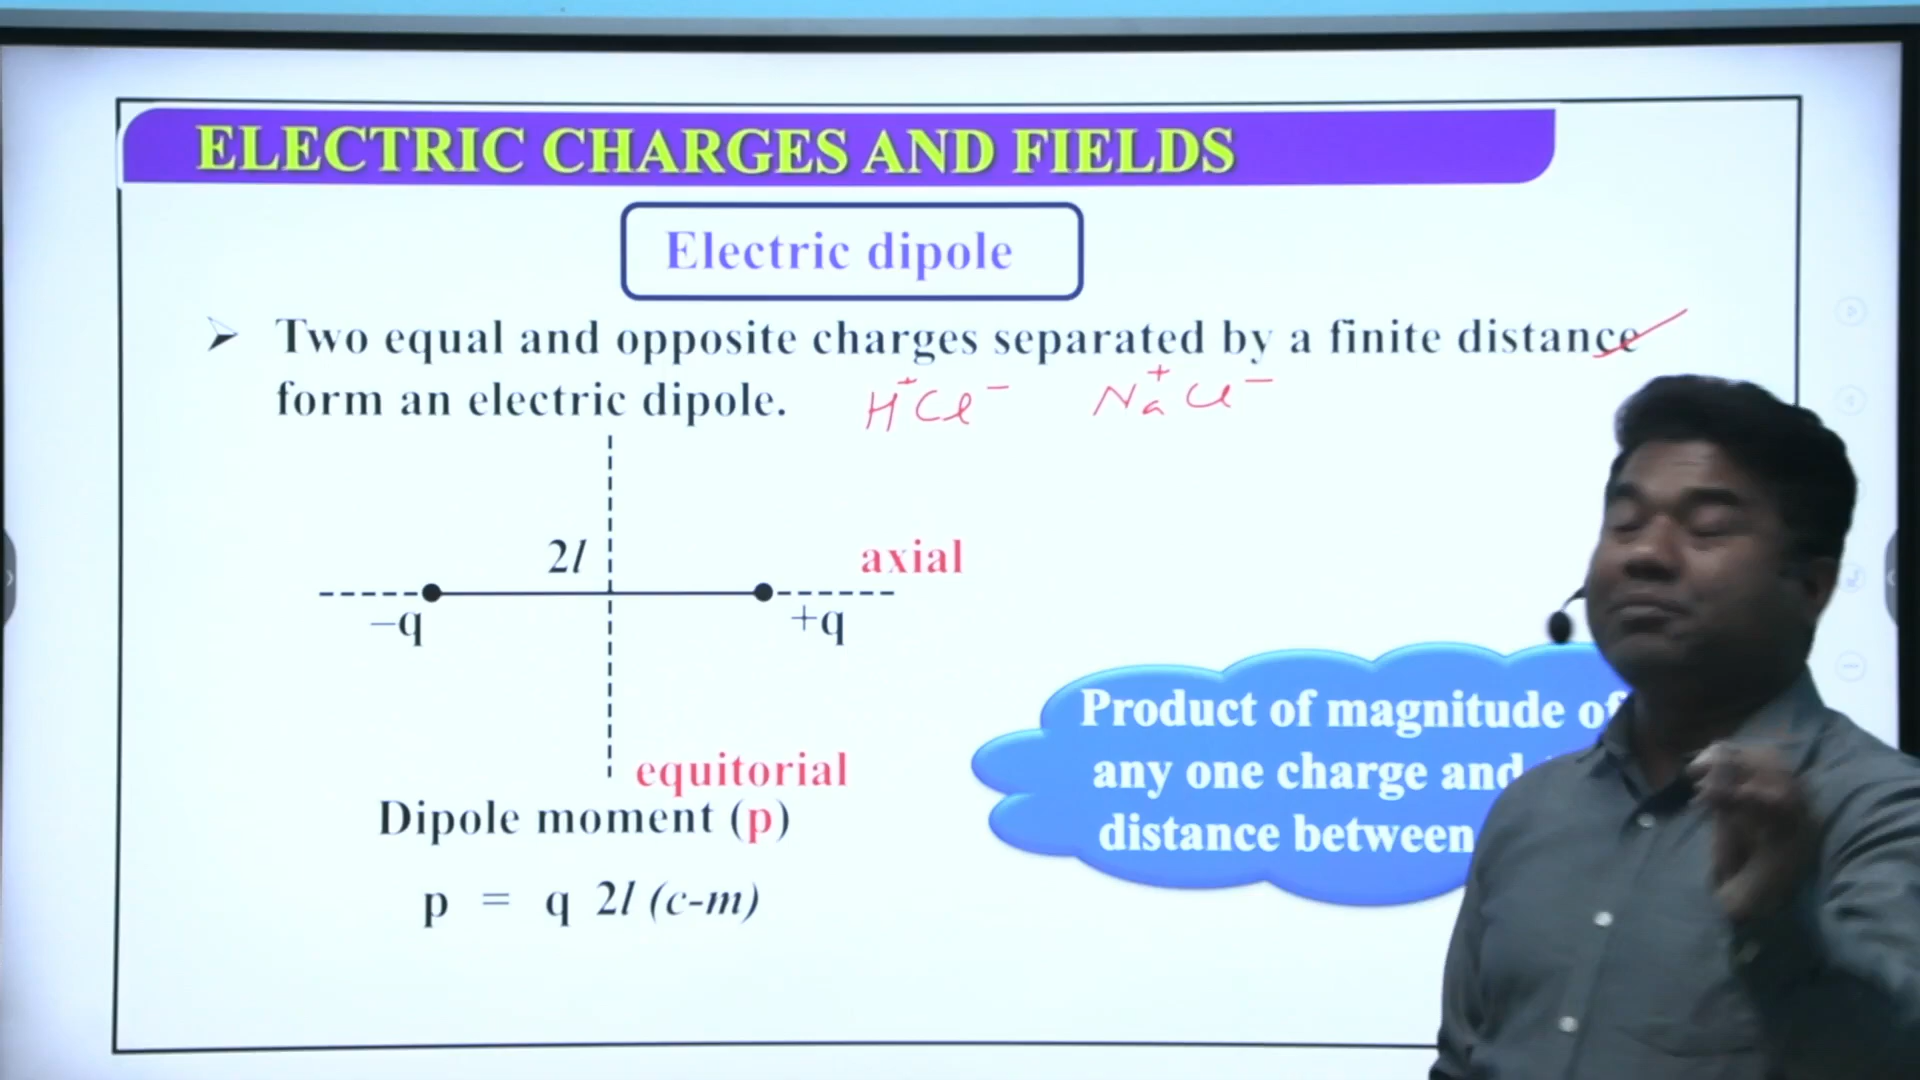 ELECTRIC CHARGES AND FIELDS
Electric dipole
Two equal and opposite charges separated by a finite distance
form an electric dipole. H⁺Cl⁻ Na⁺Cl⁻
2l
axial
–q
+q
equitorial
Dipole moment (p)
p = q 2l (c-m)
Product of magnitude of
any one charge and
distance between